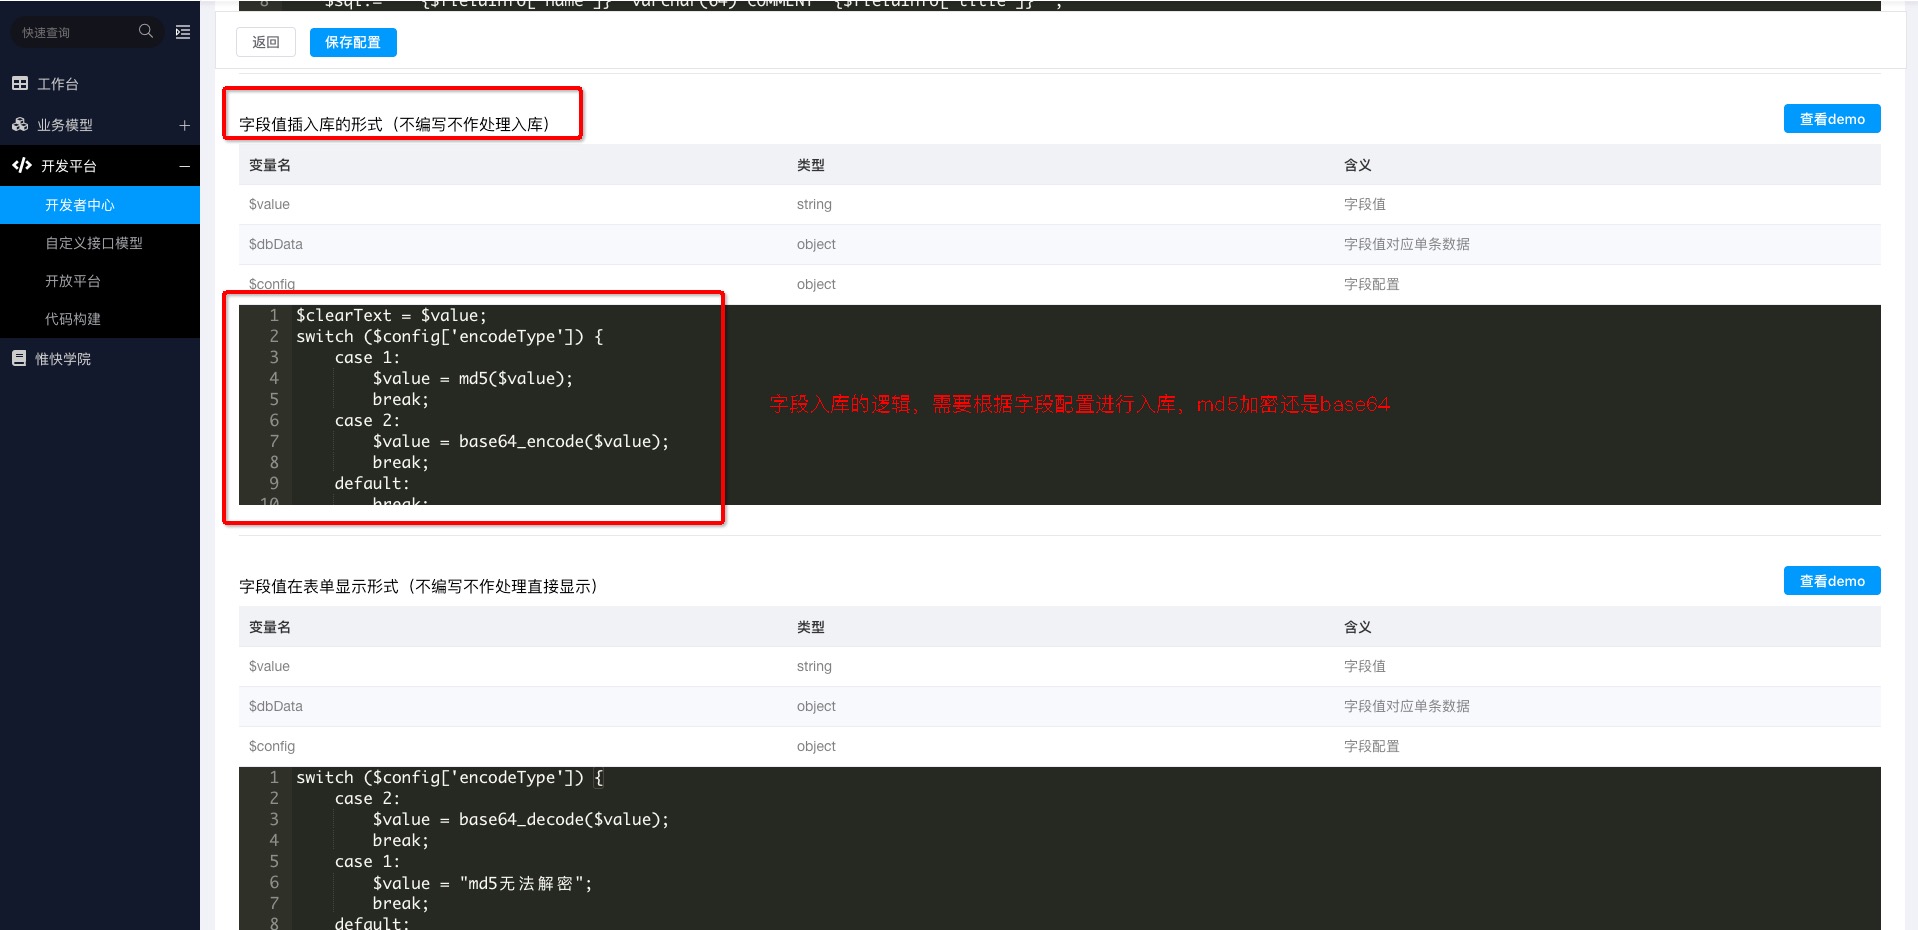 $sql.= " {$fieldInfo['name']} varchar(64) COMMENT '{$fieldInfo['title']}'
快速查询
返回
保存配置
工作台
业务模型
开发平台
开发者中心
自定义接口模型
开放平台
代码构建
惟快学院
字段值插入库的形式（不编写不作处理入库）
查看demo
变量名 类型 含义
$value string 字段值
$dbData object 字段值对应单条数据
$config object 字段配置
1 $clearText = $value;
2 switch ($config['encodeType']) {
3 case 1:
4 $value = md5($value);
5 break;
6 case 2:
7 $value = base64_encode($value);
8 break;
9 default:
10 break;
字段入库的逻辑，需要根据字段配置进行入库，md5加密还是base64
字段值在表单显示形式（不编写不作处理直接显示）
查看demo
变量名 类型 含义
$value string 字段值
$dbData object 字段值对应单条数据
$config object 字段配置
1 switch ($config['encodeType']) {
2 case 2:
3 $value = base64_decode($value);
4 break;
5 case 1:
6 $value = "md5无法解密";
7 break;
8 default: